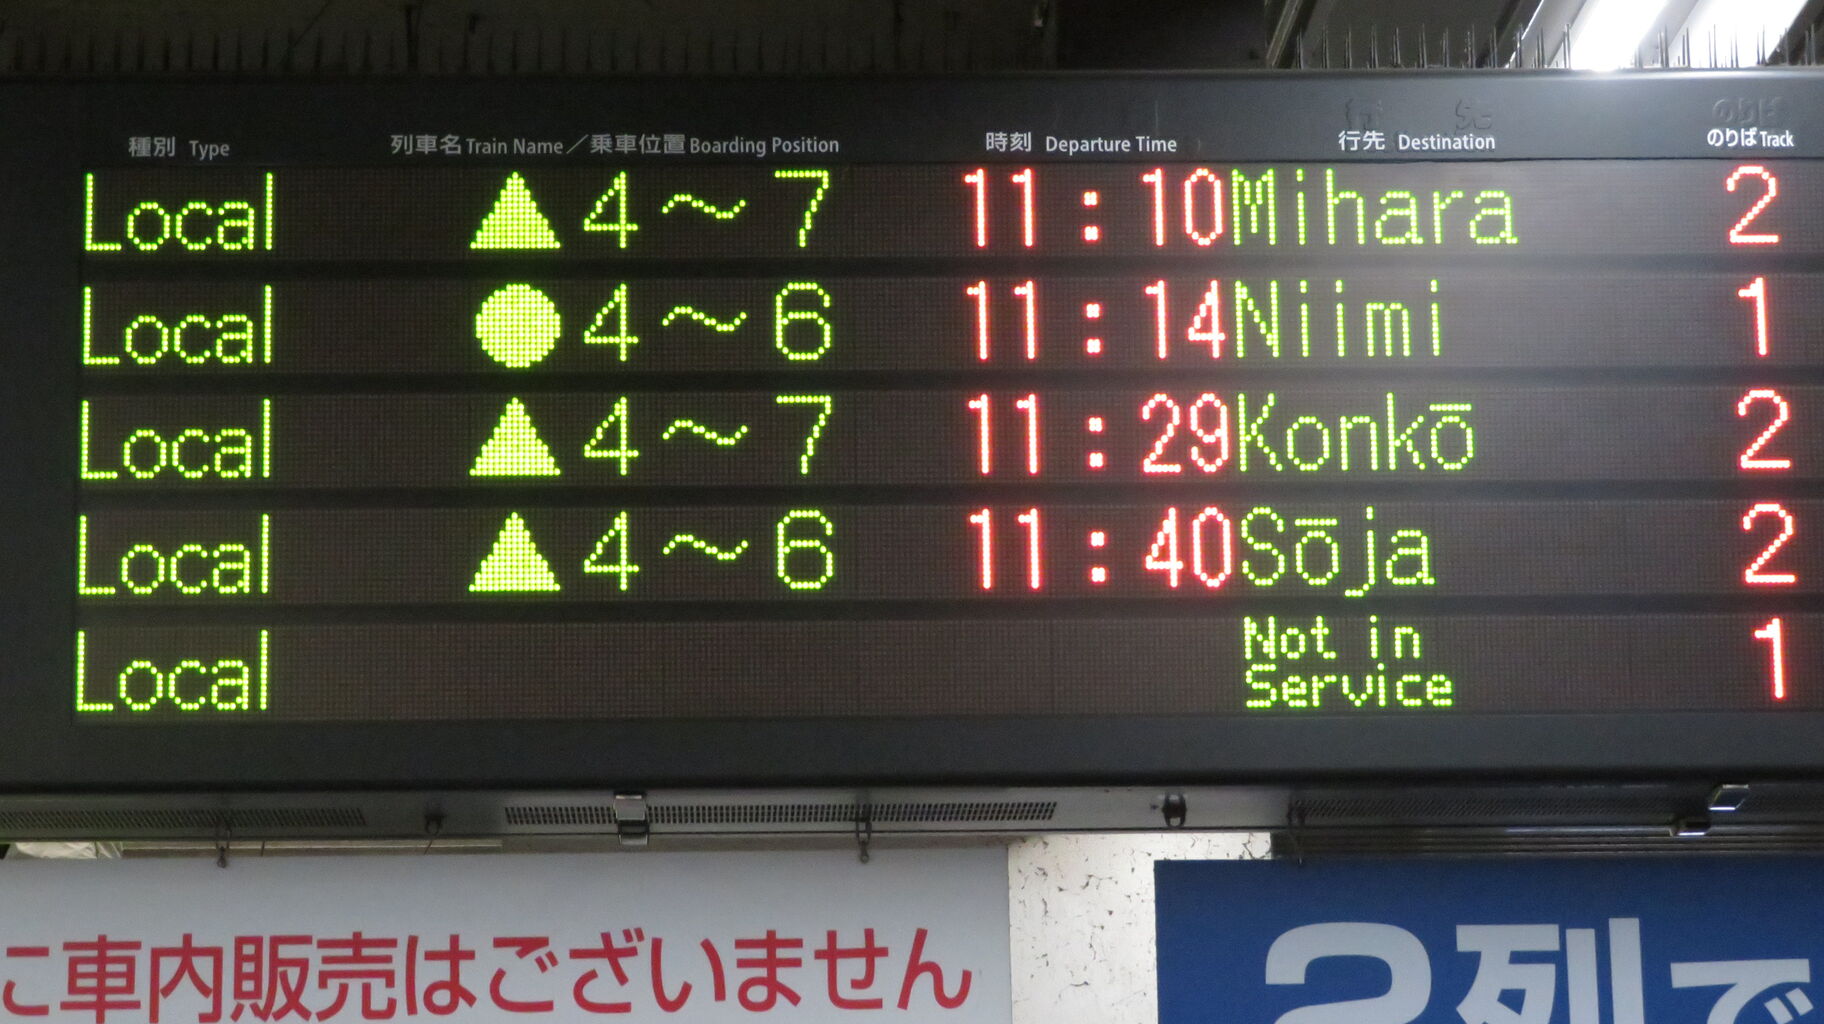 種別 Type 列車名 Train Name／乗車位置 Boarding Position 時刻 Departure Time 行先 Destination のりば Track
Local ▲ 4～7 11:10 Mihara 2
Local ● 4～6 11:14 Niimi 1
Local ▲ 4～7 11:29 Konkō 2
Local ▲ 4～6 11:40 Sōja 2
Local Not in Service 1
に車内販売はございません
2列で